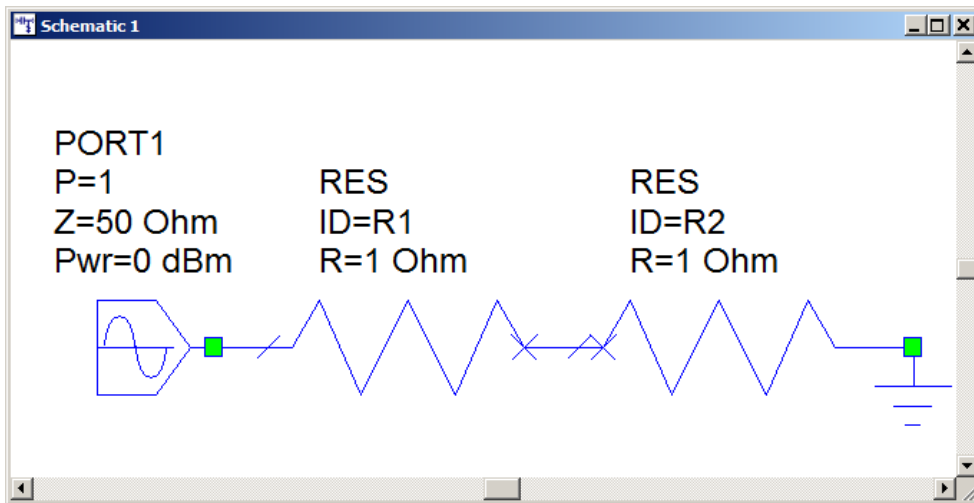 Schematic 1
PORT1
P=1
Z=50 Ohm
Pwr=0 dBm
RES
ID=R1
R=1 Ohm
RES
ID=R2
R=1 Ohm